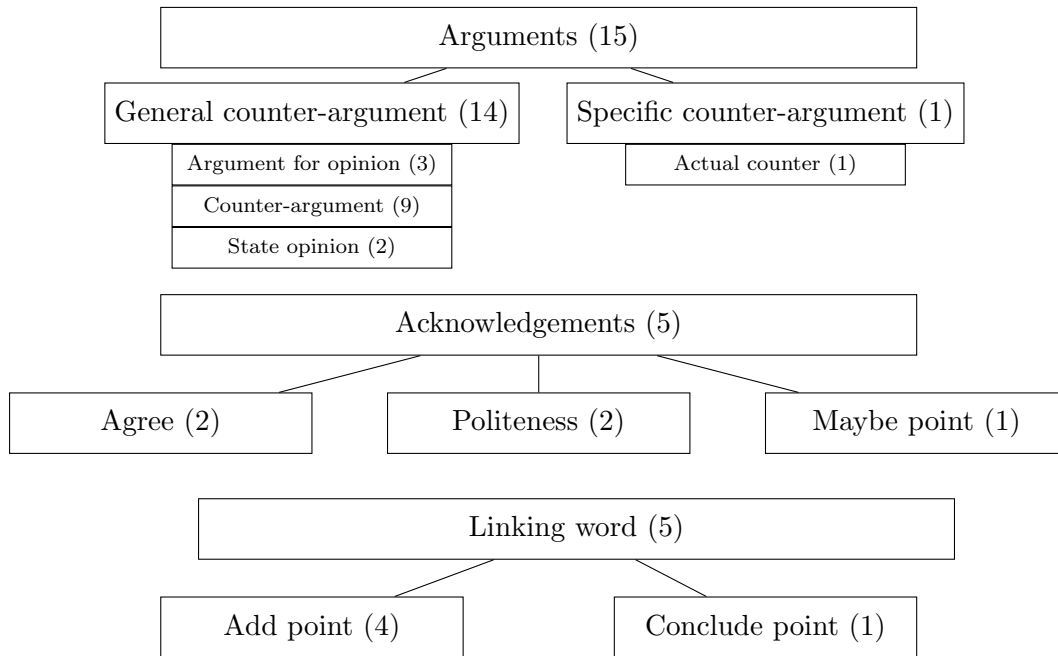 Arguments (15)
General counter-argument (14)
Specific counter-argument (1)
Argument for opinion (3)
Actual counter (1)
Counter-argument (9)
State opinion (2)
Acknowledgements (5)
Agree (2)
Politeness (2)
Maybe point (1)
Linking word (5)
Add point (4)
Conclude point (1)